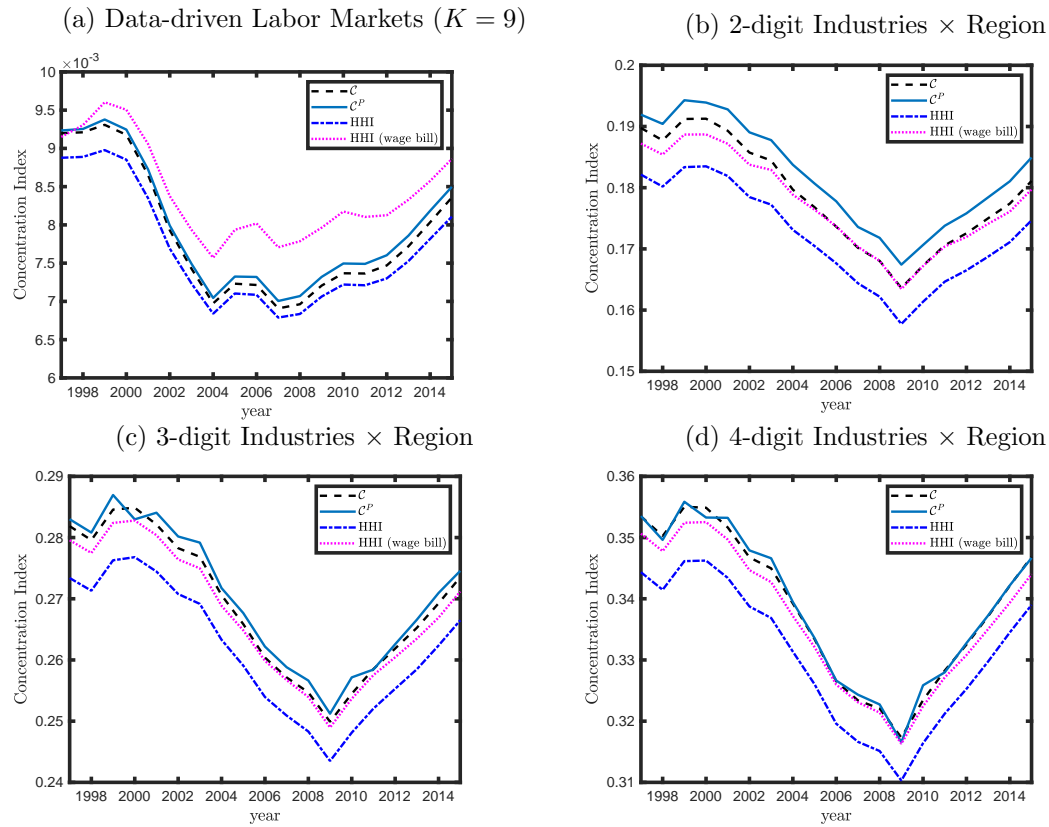 (a) Data-driven Labor Markets (K = 9)
×10⁻³
10
9.5
9
8.5
8
7.5
7
6.5
6
Concentration Index
1998 2000 2002 2004 2006 2008 2010 2012 2014
year
C
C^P
HHI
HHI (wage bill)
(b) 2-digit Industries × Region
0.2
0.19
0.18
0.17
0.16
0.15
Concentration Index
1998 2000 2002 2004 2006 2008 2010 2012 2014
year
C
C^P
HHI
HHI (wage bill)
(c) 3-digit Industries × Region
0.29
0.28
0.27
0.26
0.25
0.24
Concentration Index
1998 2000 2002 2004 2006 2008 2010 2012 2014
year
C
C^P
HHI
HHI (wage bill)
(d) 4-digit Industries × Region
0.36
0.35
0.34
0.33
0.32
0.31
Concentration Index
1998 2000 2002 2004 2006 2008 2010 2012 2014
year
C
C^P
HHI
HHI (wage bill)